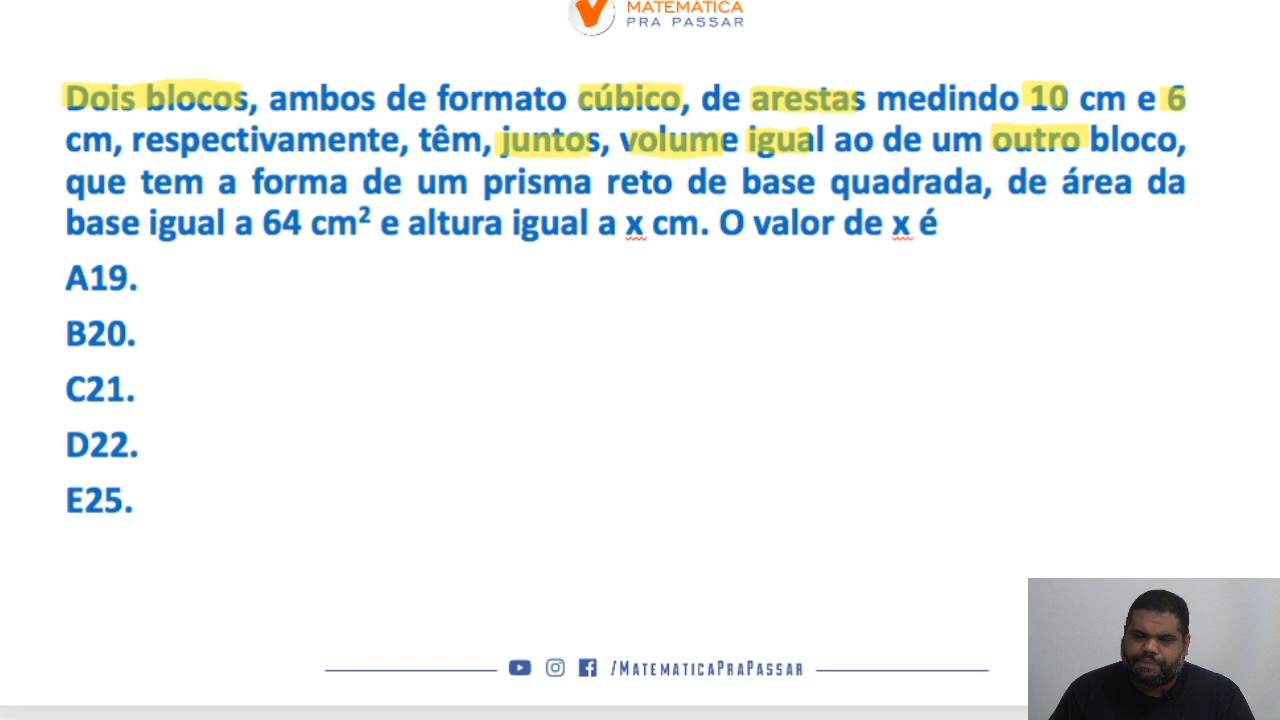 MATEMÁTICA
PRA PASSAR
Dois blocos, ambos de formato cúbico, de arestas medindo 10 cm e 6
cm, respectivamente, têm, juntos, volume igual ao de um outro bloco,
que tem a forma de um prisma reto de base quadrada, de área da
base igual a 64 cm² e altura igual a x cm. O valor de x é
A19.
B20.
C21.
D22.
E25.
/MATEMATICAPRAPASSAR